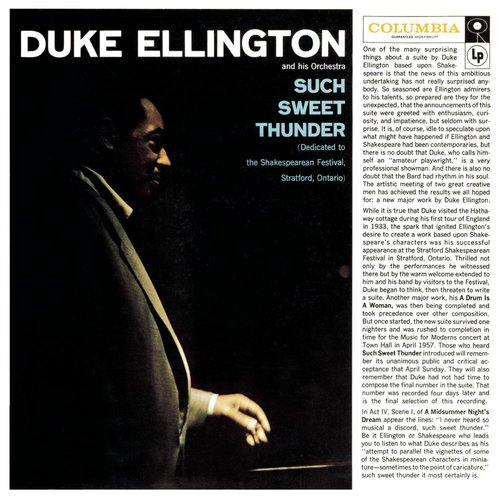 DUKE ELLINGTON
and his Orchestra
SUCH
SWEET
THUNDER
(Dedicated to
the Shakespearean Festival,
Stratford, Ontario)
COLUMBIA
GUARANTEED HIGH-FIDELITY
LP
One of the many surprising
things about a suite by Duke
Ellington based upon Shake-
speare is that the news of this ambitious
undertaking has not really surprised any-
body. So seasoned are Ellington admirers
to his talents, so prepared are they for the
unexpected, that the announcements of this
suite were greeted with enthusiasm, curi-
osity, and impatience, but seldom with sur-
prise. It is, of course, idle to speculate upon
what might have happened if Ellington and
Shakespeare had been contemporaries, but
there is no doubt that Duke, who calls him-
self an "amateur playwright," is a very
professional showman. And there is also no
doubt that the Bard had rhythm in his soul.
The artistic meeting of two great creative
men has achieved the results we all hoped
for: a new major work by Duke Ellington.
While it is true that Duke visited the Hatha-
way cottage during his first tour of England
in 1933, the spark that ignited Ellington's
desire to create a work based upon Shake-
speare's characters was his successful
appearance at the Stratford Shakespearean
Festival in Stratford, Ontario. Thrilled not
only by the performances he witnessed
there but by the warm welcome extended to
him and his band by visitors to the Festival,
Duke began to think, then threaten to write
a suite. Another major work, his A Drum Is
A Woman, was then being completed and
took precedence over other composition.
But once started, the new suite survived one
nighters and was rushed to completion in
time for the Music for Moderns concert at
Town Hall in April 1957. Those who heard
Such Sweet Thunder introduced will remem-
ber its unanimous public and critical ac-
ceptance that April Sunday. They will also
remember that Duke had not had time to
compose the final number in the suite. That
number was recorded four days later and
is the final selection of this recording.
In Act IV, Scene I, of A Midsummer Night's
Dream appear the lines: "I never heard so
musical a discord, such sweet thunder."
Be it Ellington or Shakespeare who leads
you to listen to what Duke describes as his
"attempt to parallel the vignettes of some
of the Shakespearean characters in minia-
ture—sometimes to the point of caricature,"
such sweet thunder it most certainly is.